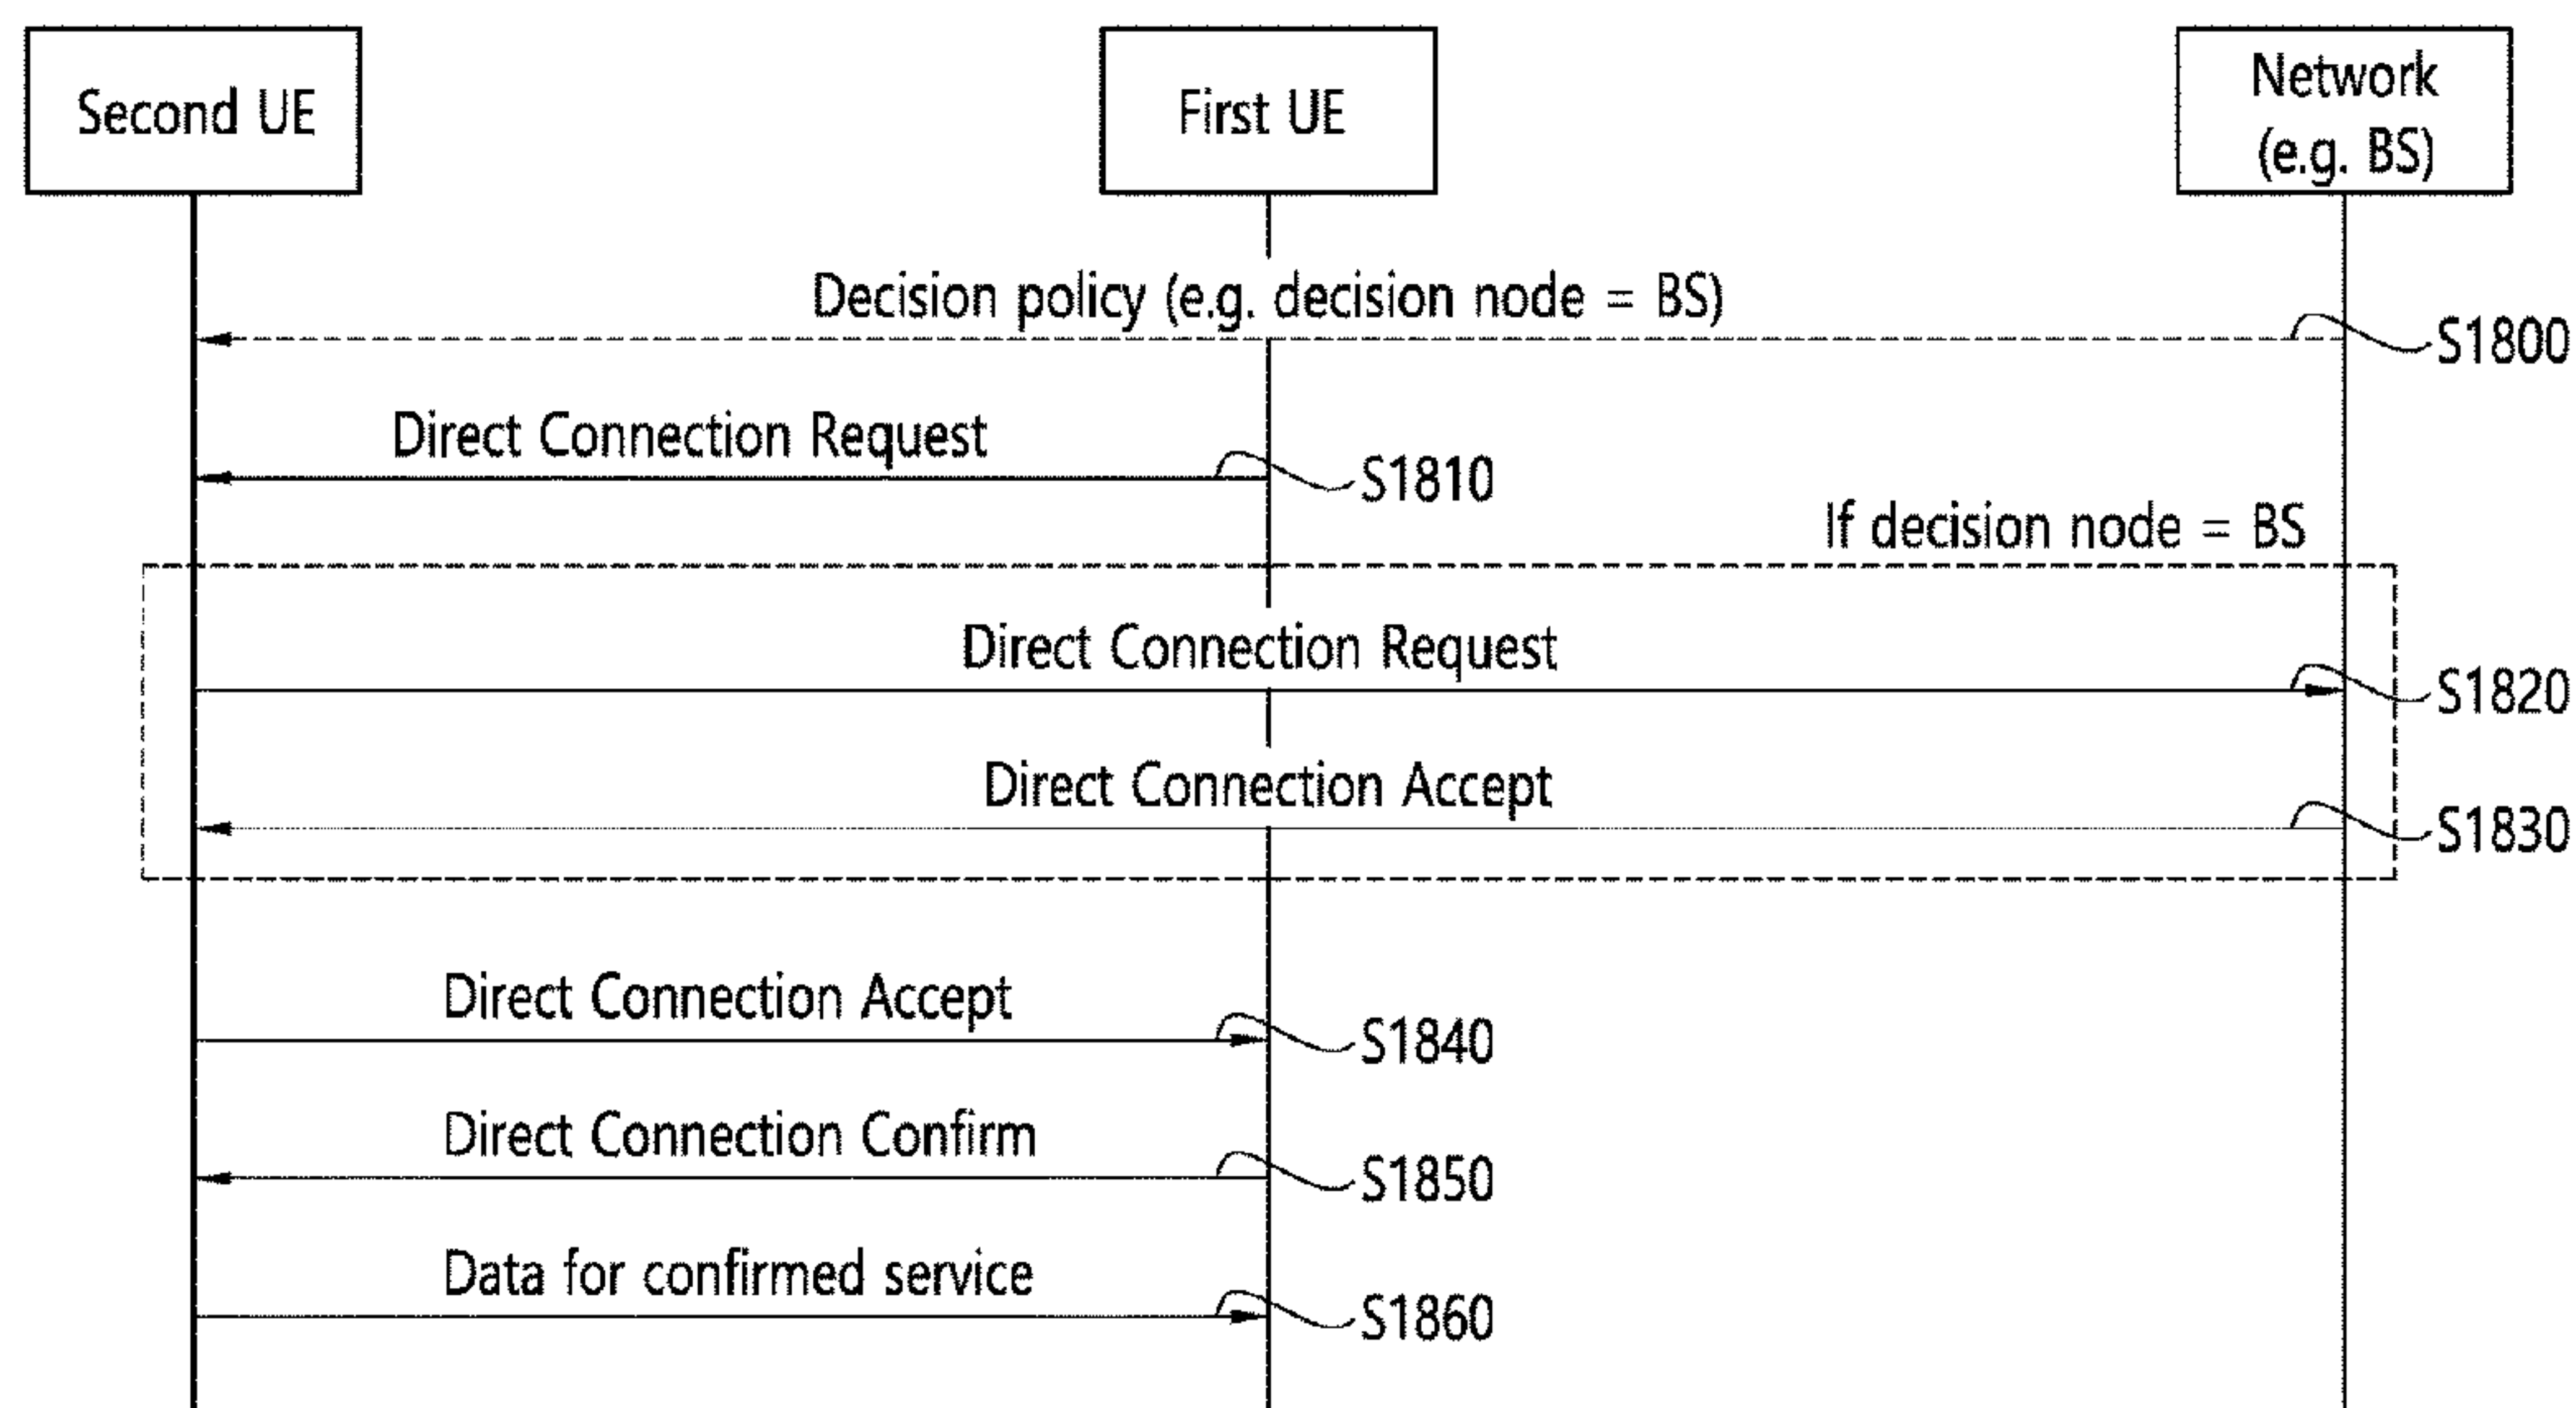 Second UE
First UE
Network
(e.g. BS)
Decision policy (e.g. decision node = BS)
S1800
Direct Connection Request
S1810
If decision node = BS
Direct Connection Request
S1820
Direct Connection Accept
S1830
Direct Connection Accept
S1840
Direct Connection Confirm
S1850
Data for confirmed service
S1860